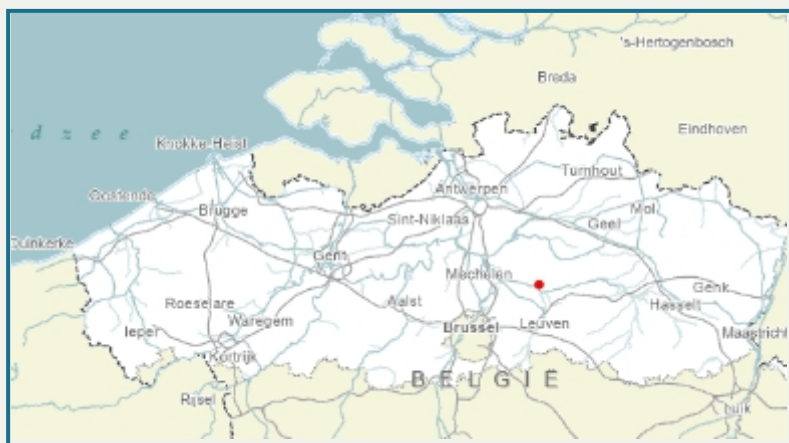 's-Hertogenbosch
Breda
d z e e
Eindhoven
Knokke-Heist
Turnhout
Oostende
Antwerpen
Brugge
Sint-Niklaas
Geel
Mol
Duinkerke
Gent
Mechelen
Genk
Roeselare
Aalst
Hasselt
Ieper
Waregem
Brussel
Leuven
Maastricht
Kortrijk
BELGIË
Rijsel
Luik